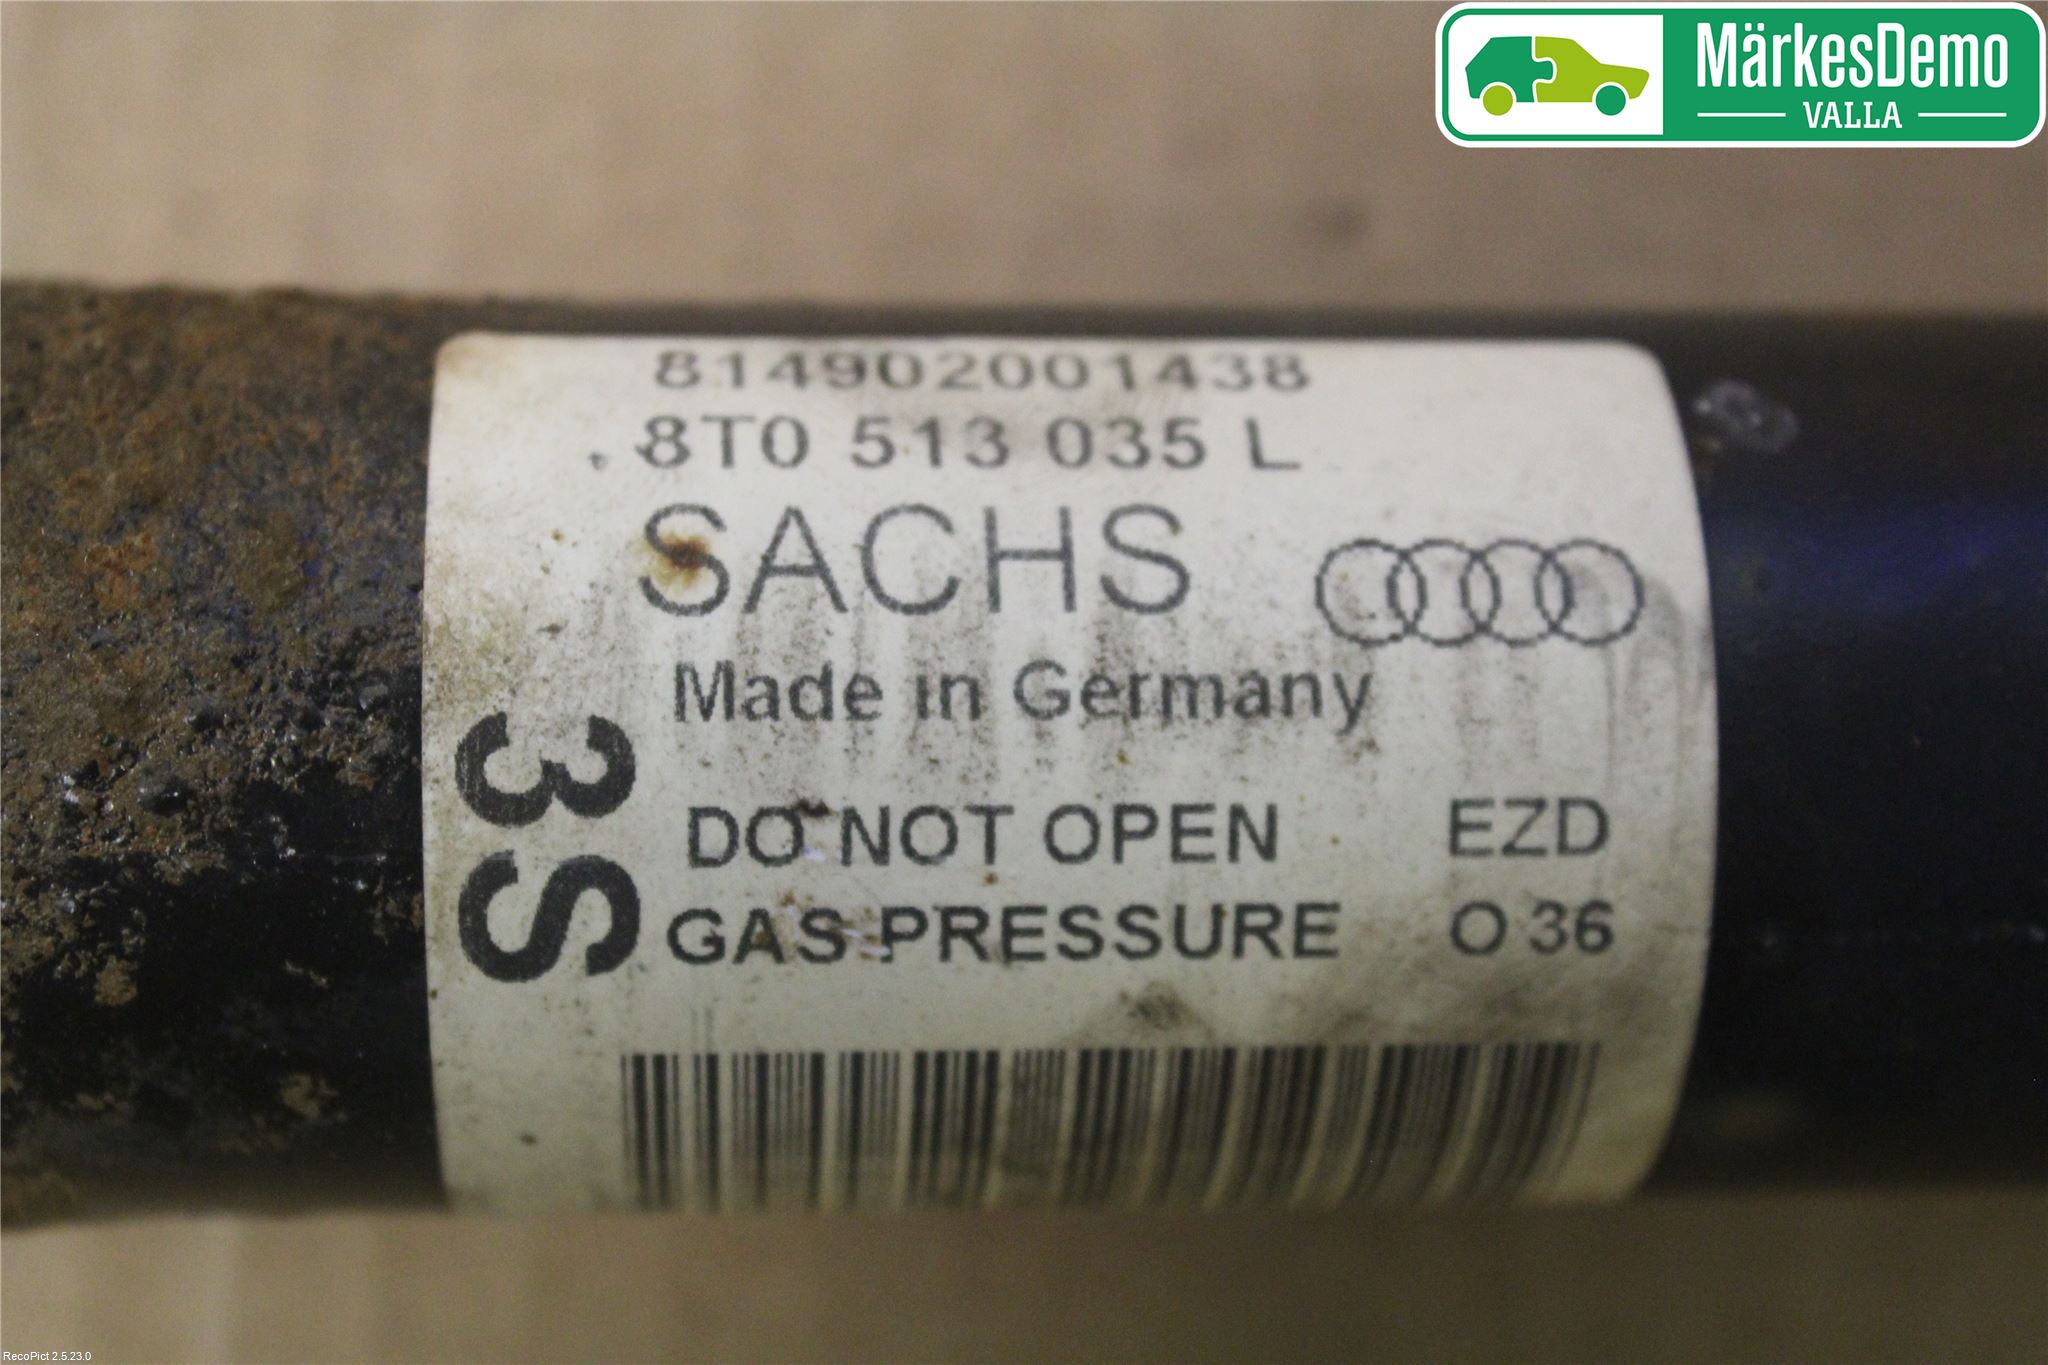 MärkesDemo
VALLA
814902001438
8T0 513 035 L
SACHS
Made in Germany
3S
DO NOT OPEN EZD
GAS PRESSURE O 36
RecoPict 2.5.23.0